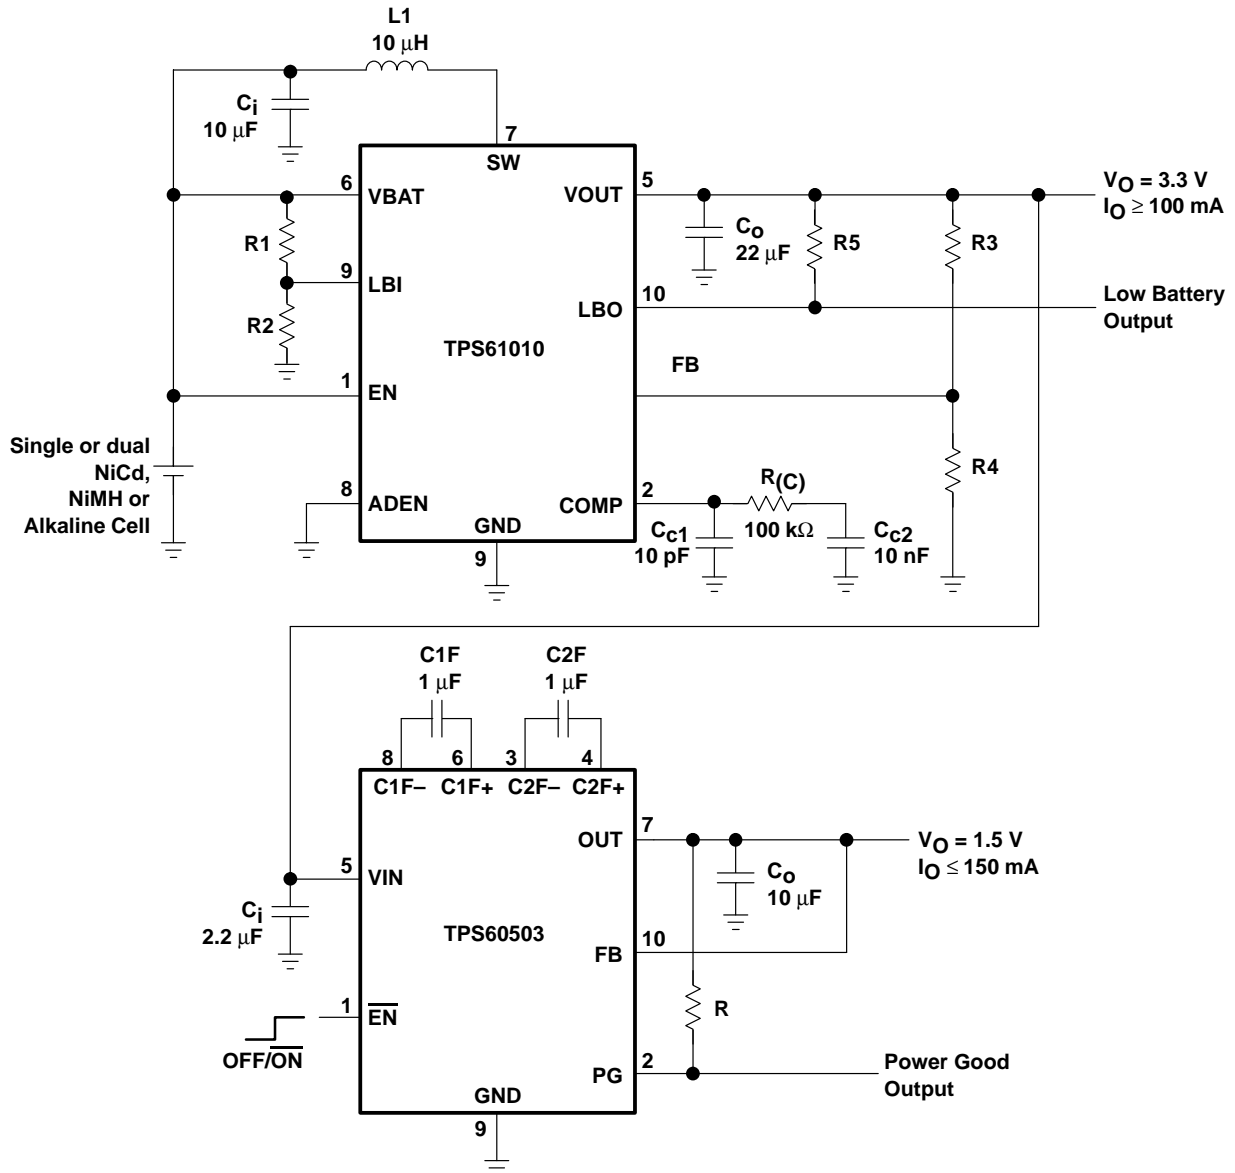 L1
10 μH
Ci
10 μF
7
SW
6
VBAT
VOUT
5
VO = 3.3 V
IO ≥ 100 mA
R1
Co
22 μF
R5
R3
9
LBI
10
LBO
Low Battery
Output
R2
TPS61010
FB
1
EN
Single or dual
NiCd,
NiMH or
Alkaline Cell
R4
8
ADEN
COMP
2
R(C)
100 kΩ
GND
9
Cc1
10 pF
Cc2
10 nF
C1F
1 μF
C2F
1 μF
8
6
3
4
C1F–
C1F+
C2F–
C2F+
OUT
7
VO = 1.5 V
IO ≤ 150 mA
5
VIN
Co
10 μF
Ci
2.2 μF
TPS60503
FB
10
1
E̅N̅
OFF/O̅N̅
R
PG
2
Power Good
Output
GND
9